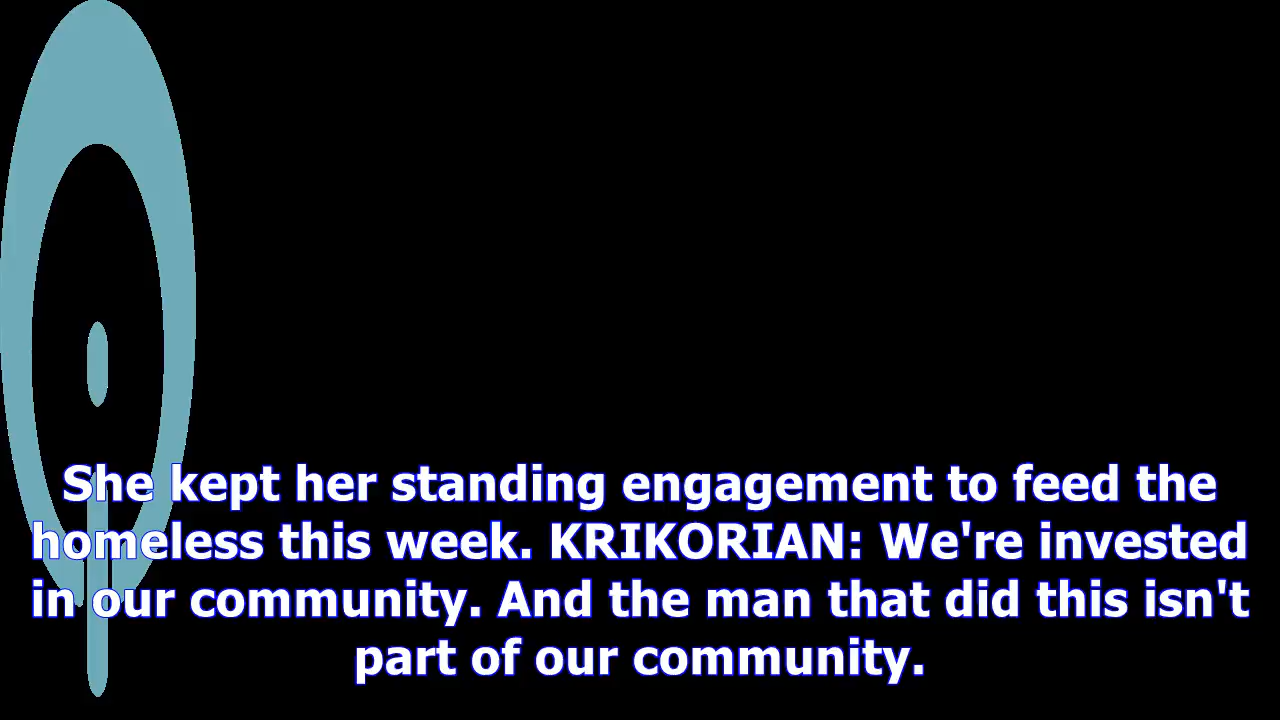 She kept her standing engagement to feed the
homeless this week. KRIKORIAN: We're invested
in our community. And the man that did this isn't
part of our community.